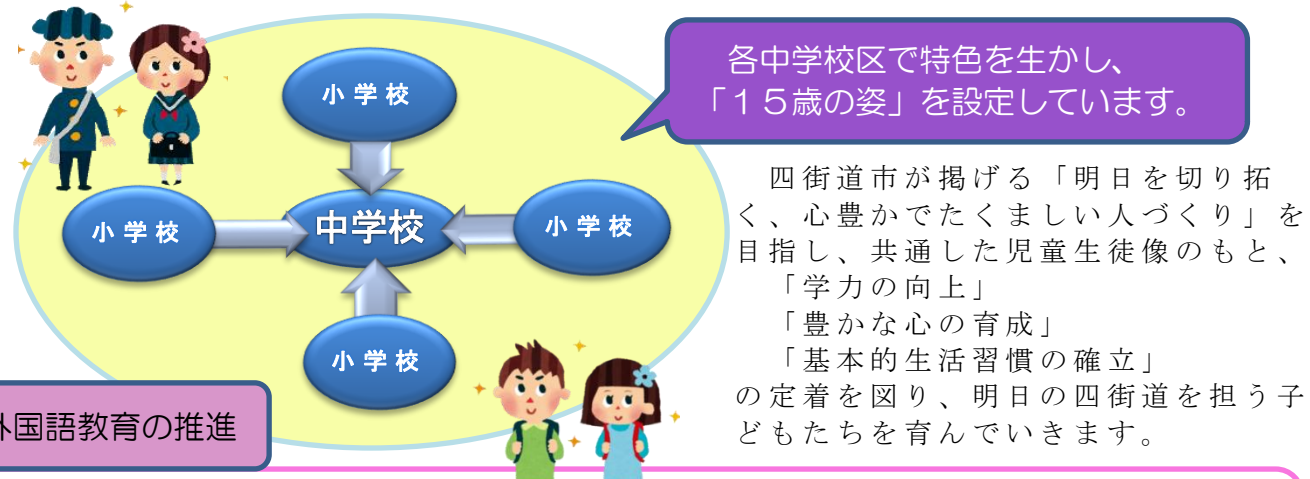 小学校
小学校
中学校
小学校
小学校
各中学校区で特色を生かし、
「１５歳の姿」を設定しています。
四街道市が掲げる「明日を切り拓
く、心豊かでたくましい人づくり」を
目指し、共通した児童生徒像のもと、
「学力の向上」
「豊かな心の育成」
「基本的生活習慣の確立」
の定着を図り、明日の四街道を担う子
どもたちを育んでいきます。
外国語教育の推進